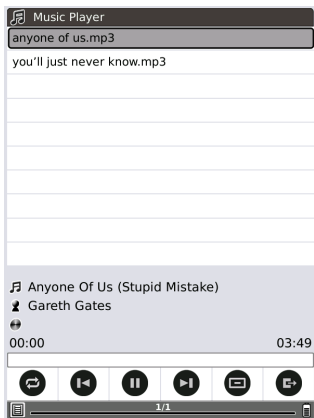 Music Player
anyone of us.mp3
you'll just never know.mp3
Anyone Of Us (Stupid Mistake)
Gareth Gates
00:00 03:49
1/1